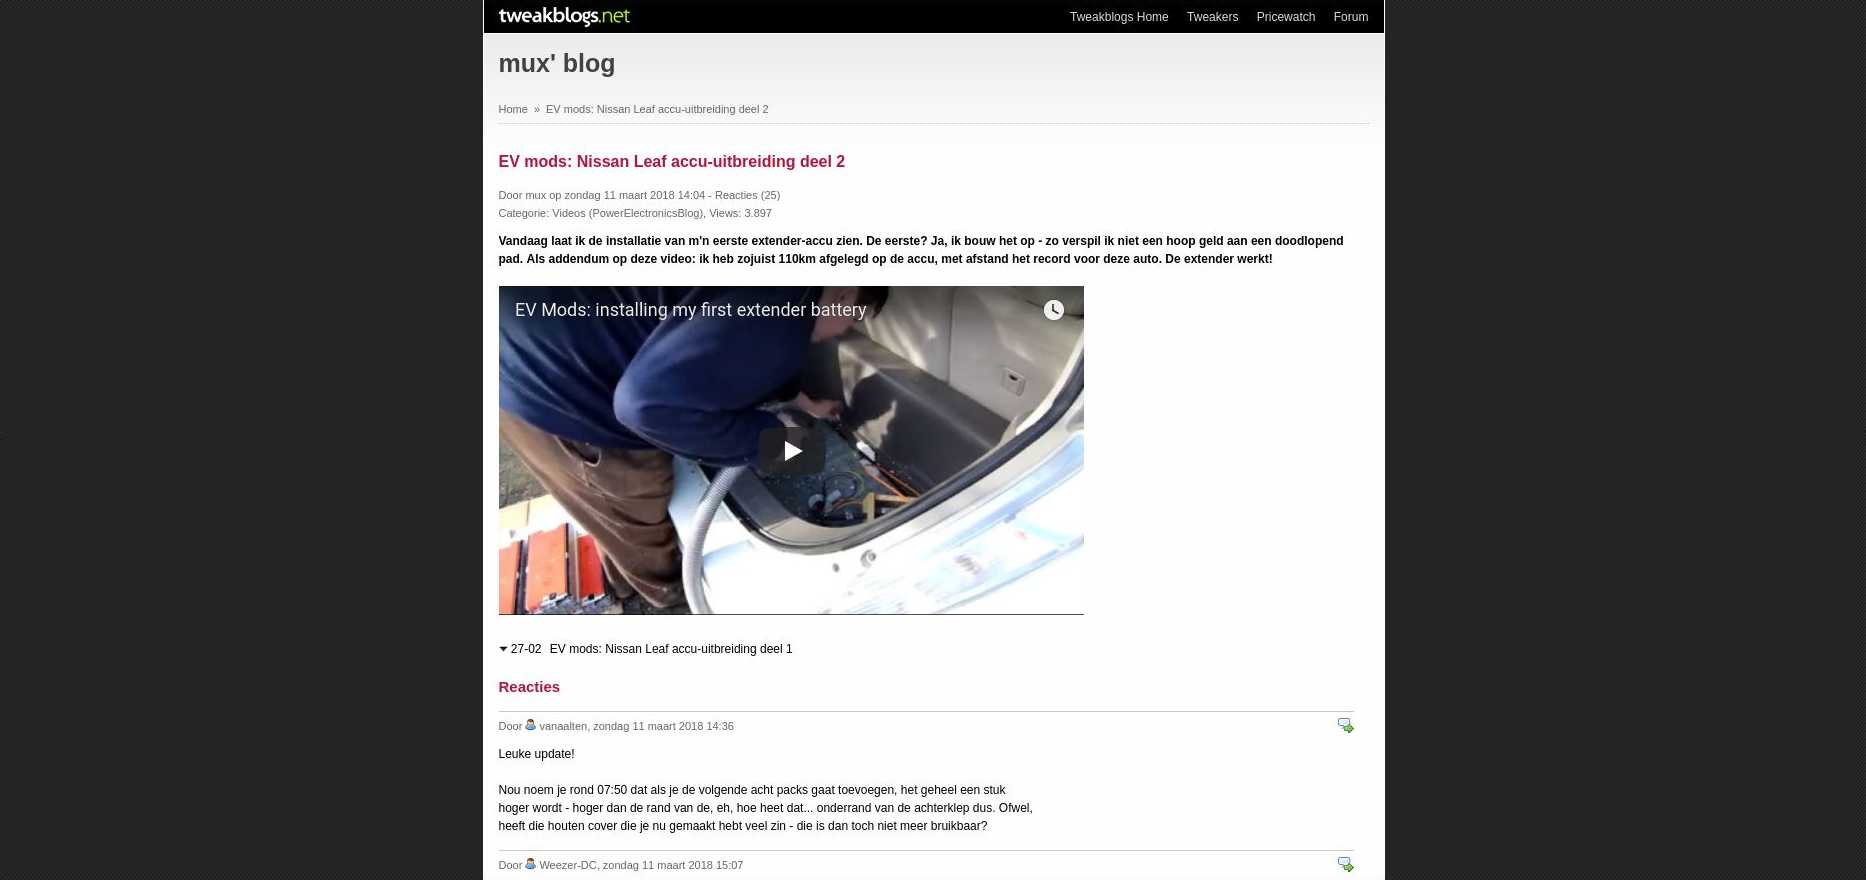 tweakblogs.net
Tweakblogs Home Tweakers Pricewatch Forum
mux' blog
Home » EV mods: Nissan Leaf accu-uitbreiding deel 2
EV mods: Nissan Leaf accu-uitbreiding deel 2
Door mux op zondag 11 maart 2018 14:04 - Reacties (25)
Categorie: Videos (PowerElectronicsBlog), Views: 3.897
Vandaag laat ik de installatie van m'n eerste extender-accu zien. De eerste? Ja, ik bouw het op - zo verspil ik niet een hoop geld aan een doodlopend
pad. Als addendum op deze video: ik heb zojuist 110km afgelegd op de accu, met afstand het record voor deze auto. De extender werkt!
EV Mods: installing my first extender battery
27-02 EV mods: Nissan Leaf accu-uitbreiding deel 1
Reacties
Door vanaalten, zondag 11 maart 2018 14:36
Leuke update!
Nou noem je rond 07:50 dat als je de volgende acht packs gaat toevoegen, het geheel een stuk
hoger wordt - hoger dan de rand van de, eh, hoe heet dat... onderrand van de achterklep dus. Ofwel,
heeft die houten cover die je nu gemaakt hebt veel zin - die is dan toch niet meer bruikbaar?
Door Weezer-DC, zondag 11 maart 2018 15:07